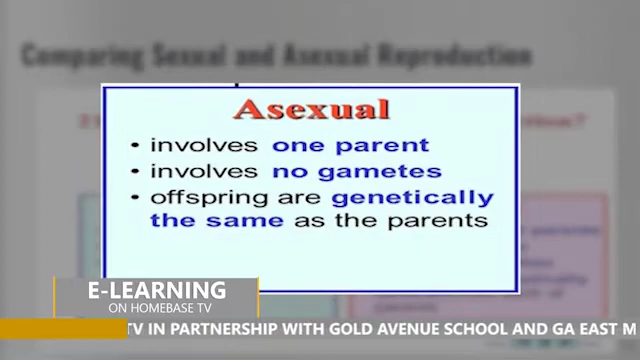 Comparing Sexual and Asexual Reproduction
Asexual
• involves one parent
• involves no gametes
• offspring are genetically
the same as the parents
E-LEARNING
ON HOMEBASE TV
TV IN PARTNERSHIP WITH GOLD AVENUE SCHOOL AND GA EAST M